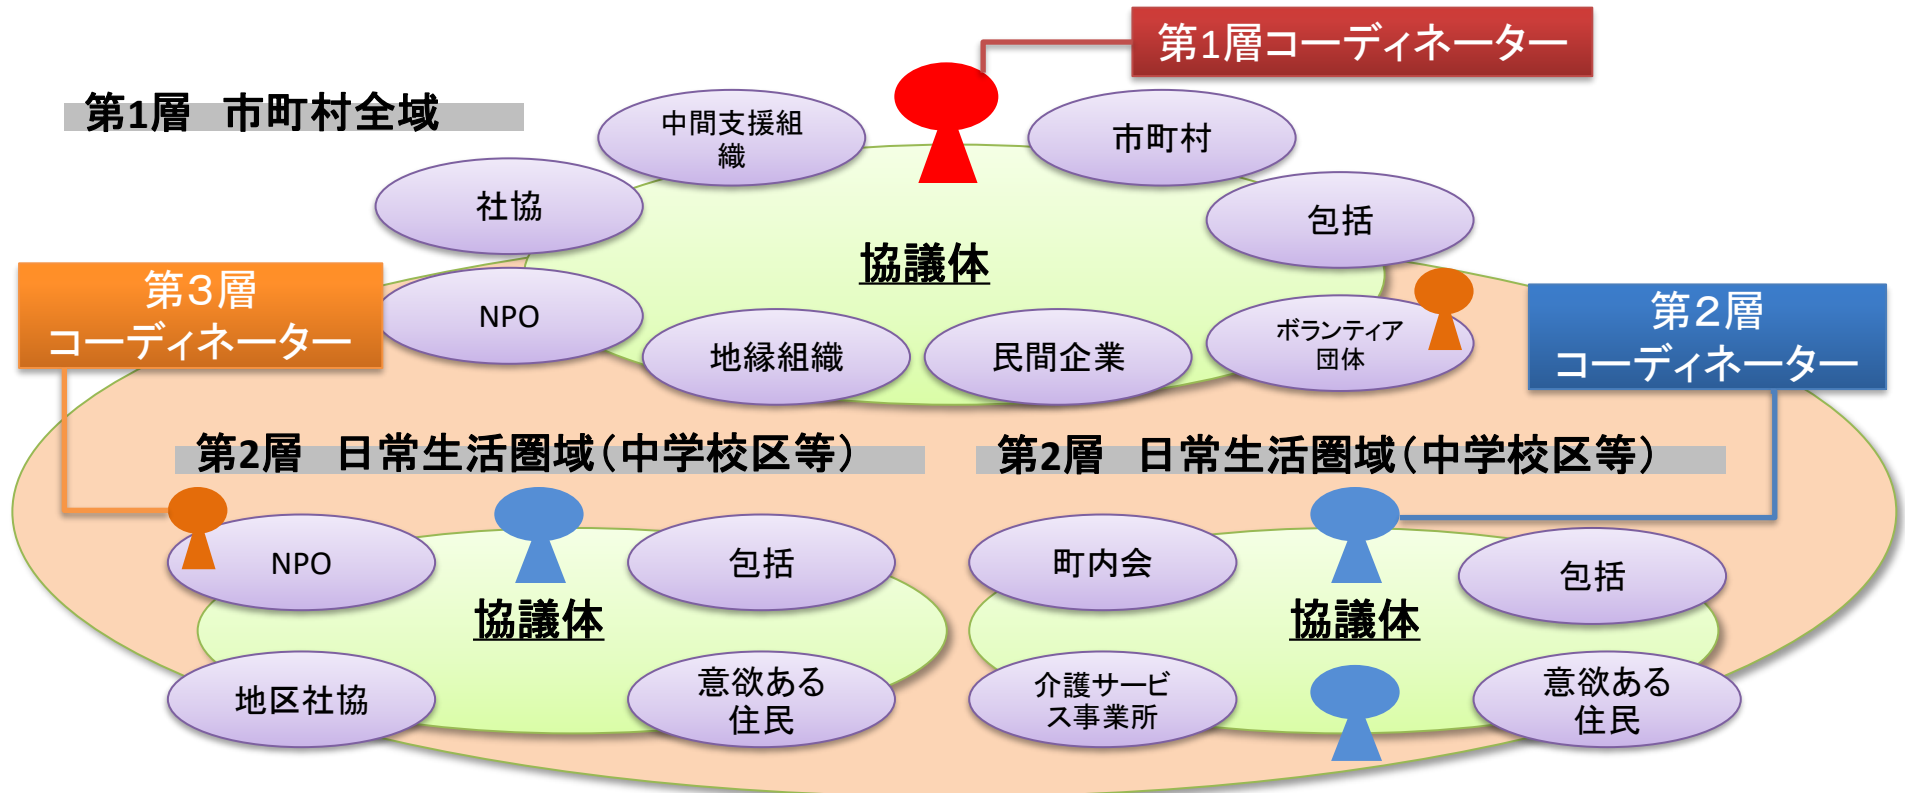 第1層コーディネーター
第1層　市町村全域
中間支援組
織
市町村
社協
包括
協議体
第３層
コーディネーター
NPO
地縁組織
民間企業
ボランティア
団体
第２層
コーディネーター
第2層　日常生活圏域（中学校区等）
第2層　日常生活圏域（中学校区等）
NPO
包括
協議体
地区社協
意欲ある
住民
町内会
包括
協議体
介護サービ
ス事業所
意欲ある
住民